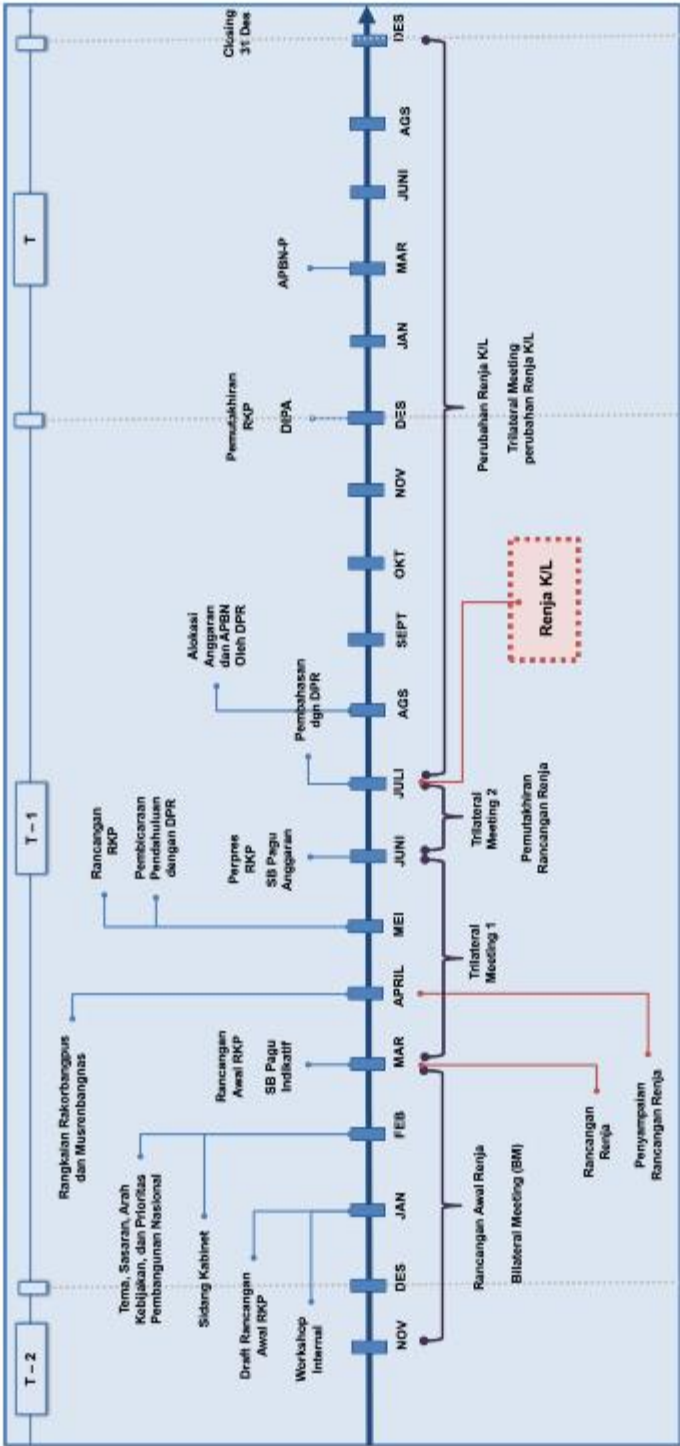 T – 2
T – 1
T
Rangkaian Rakorbangpus
dan Musrenbangnas
Tema, Sasaran, Arah
Kebijakan, dan Prioritas
Pembangunan Nasional
Sidang Kabinet
Draft Rancangan
Awal RKP
Workshop
Internal
Rancangan
Awal RKP
SB Pagu
Indikatif
Rancangan
RKP
Pembicaraan
Pendahuluan
dengan DPR
Perpres
RKP
SB Pagu
Anggaran
Pembahasan
dgn DPR
Alokasi
Anggaran
dan APBN
Oleh DPR
Pemutakhiran
RKP
DIPA
APBN-P
Closing
31 Des
NOV
DES
JAN
FEB
MAR
APRIL
MEI
JUNI
JULI
AGS
SEPT
OKT
NOV
DES
JAN
MAR
JUNI
AGS
DES
Rancangan Awal Renja
Bilateral Meeting (BM)
Trilateral
Meeting 1
Trilateral
Meeting 2
Pemutakhiran
Rancangan Renja
Perubahan Renja K/L
Trilateral Meeting
perubahan Renja K/L
Renja K/L
Rancangan
Renja
Penyampaian
Rancangan Renja